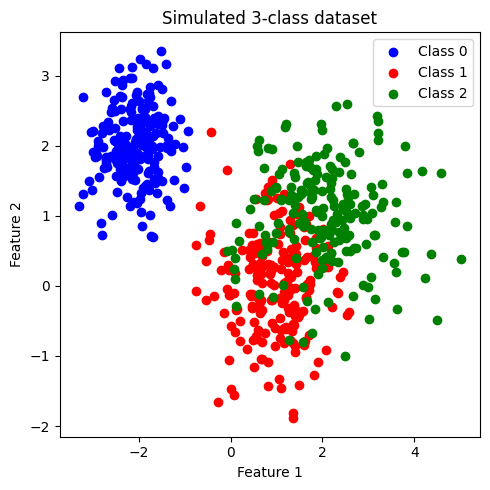 Simulated 3-class dataset
Class 0
Class 1
Class 2
3
2
1
0
−1
−2
Feature 2
−2
0
2
4
Feature 1